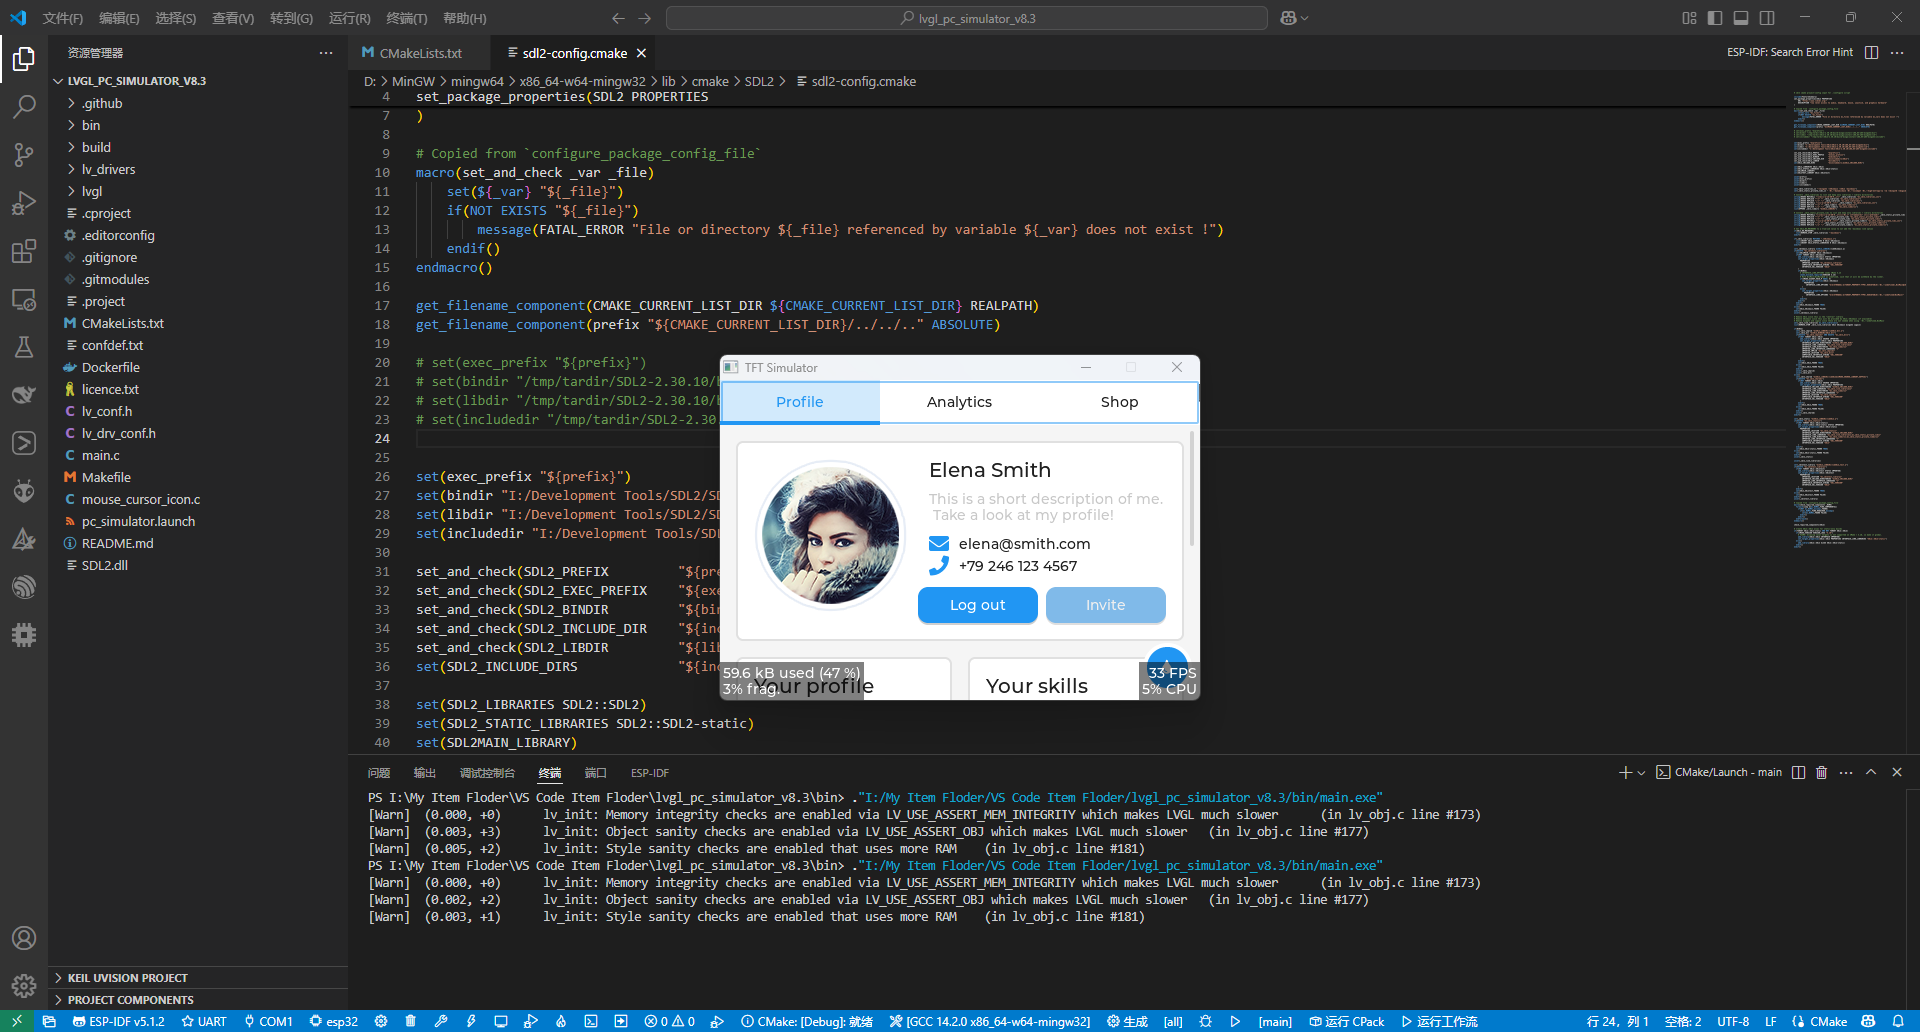 文件(F) 编辑(E) 选择(S) 查看(V) 转到(G) 运行(R) 终端(T) 帮助(H) lvgl_pc_simulator_v8.3
资源管理器
LVGL_PC_SIMULATOR_V8.3
.github
bin
build
lv_drivers
lvgl
.cproject
.editorconfig
.gitignore
.gitmodules
.project
CMakeLists.txt
confdef.txt
Dockerfile
licence.txt
lv_conf.h
lv_drv_conf.h
main.c
Makefile
mouse_cursor_icon.c
pc_simulator.launch
README.md
SDL2.dll
KEIL UVISION PROJECT
PROJECT COMPONENTS
CMakeLists.txt sdl2-config.cmake ESP-IDF: Search Error Hint
D: > MinGW > mingw64 > x86_64-w64-mingw32 > lib > cmake > SDL2 > sdl2-config.cmake
4 set_package_properties(SDL2 PROPERTIES
7 )
8
9 # Copied from `configure_package_config_file`
10 macro(set_and_check _var _file)
11 set(${_var} "${_file}")
12 if(NOT EXISTS "${_file}")
13 message(FATAL_ERROR "File or directory ${_file} referenced by variable ${_var} does not exist !")
14 endif()
15 endmacro()
16
17 get_filename_component(CMAKE_CURRENT_LIST_DIR ${CMAKE_CURRENT_LIST_DIR} REALPATH)
18 get_filename_component(prefix "${CMAKE_CURRENT_LIST_DIR}/../../.." ABSOLUTE)
19
20 # set(exec_prefix "${prefix}")
21 # set(bindir "/tmp/tardir/SDL2-2.30.10/b
22 # set(libdir "/tmp/tardir/SDL2-2.30.10/b
23 # set(includedir "/tmp/tardir/SDL2-2.30.
24
25
26 set(exec_prefix "${prefix}")
27 set(bindir "I:/Development Tools/SDL2/SD
28 set(libdir "I:/Development Tools/SDL2/SD
29 set(includedir "I:/Development Tools/SDL
30
31 set_and_check(SDL2_PREFIX "${pre
32 set_and_check(SDL2_EXEC_PREFIX "${exe
33 set_and_check(SDL2_BINDIR "${bin
34 set_and_check(SDL2_INCLUDE_DIR "${inc
35 set_and_check(SDL2_LIBDIR "${lib
36 set(SDL2_INCLUDE_DIRS "${inc
37
38 set(SDL2_LIBRARIES SDL2::SDL2)
39 set(SDL2_STATIC_LIBRARIES SDL2::SDL2-static)
40 set(SDL2MAIN_LIBRARY)
TFT Simulator
Profile Analytics Shop
Elena Smith
This is a short description of me.
Take a look at my profile!
elena@smith.com
+79 246 123 4567
Log out Invite
Your profile Your skills
59.6 kB used (47 %)
3% frag.
33 FPS
5% CPU
问题 输出 调试控制台 终端 端口 ESP-IDF CMake/Launch - main
PS I:\My Item Floder\VS Code Item Floder\lvgl_pc_simulator_v8.3\bin> ."I:/My Item Floder/VS Code Item Floder/lvgl_pc_simulator_v8.3/bin/main.exe"
[Warn] (0.000, +0) lv_init: Memory integrity checks are enabled via LV_USE_ASSERT_MEM_INTEGRITY which makes LVGL much slower (in lv_obj.c line #173)
[Warn] (0.003, +3) lv_init: Object sanity checks are enabled via LV_USE_ASSERT_OBJ which makes LVGL much slower (in lv_obj.c line #177)
[Warn] (0.005, +2) lv_init: Style sanity checks are enabled that uses more RAM (in lv_obj.c line #181)
PS I:\My Item Floder\VS Code Item Floder\lvgl_pc_simulator_v8.3\bin> ."I:/My Item Floder/VS Code Item Floder/lvgl_pc_simulator_v8.3/bin/main.exe"
[Warn] (0.000, +0) lv_init: Memory integrity checks are enabled via LV_USE_ASSERT_MEM_INTEGRITY which makes LVGL much slower (in lv_obj.c line #173)
[Warn] (0.002, +2) lv_init: Object sanity checks are enabled via LV_USE_ASSERT_OBJ which makes LVGL much slower (in lv_obj.c line #177)
[Warn] (0.003, +1) lv_init: Style sanity checks are enabled that uses more RAM (in lv_obj.c line #181)
ESP-IDF v5.1.2 UART COM1 esp32 0 0 CMake: [Debug]: 就绪 [GCC 14.2.0 x86_64-w64-mingw32] 生成 [all] [main] 运行 CPack 运行工作流 行 24, 列 1 空格: 2 UTF-8 LF CMake